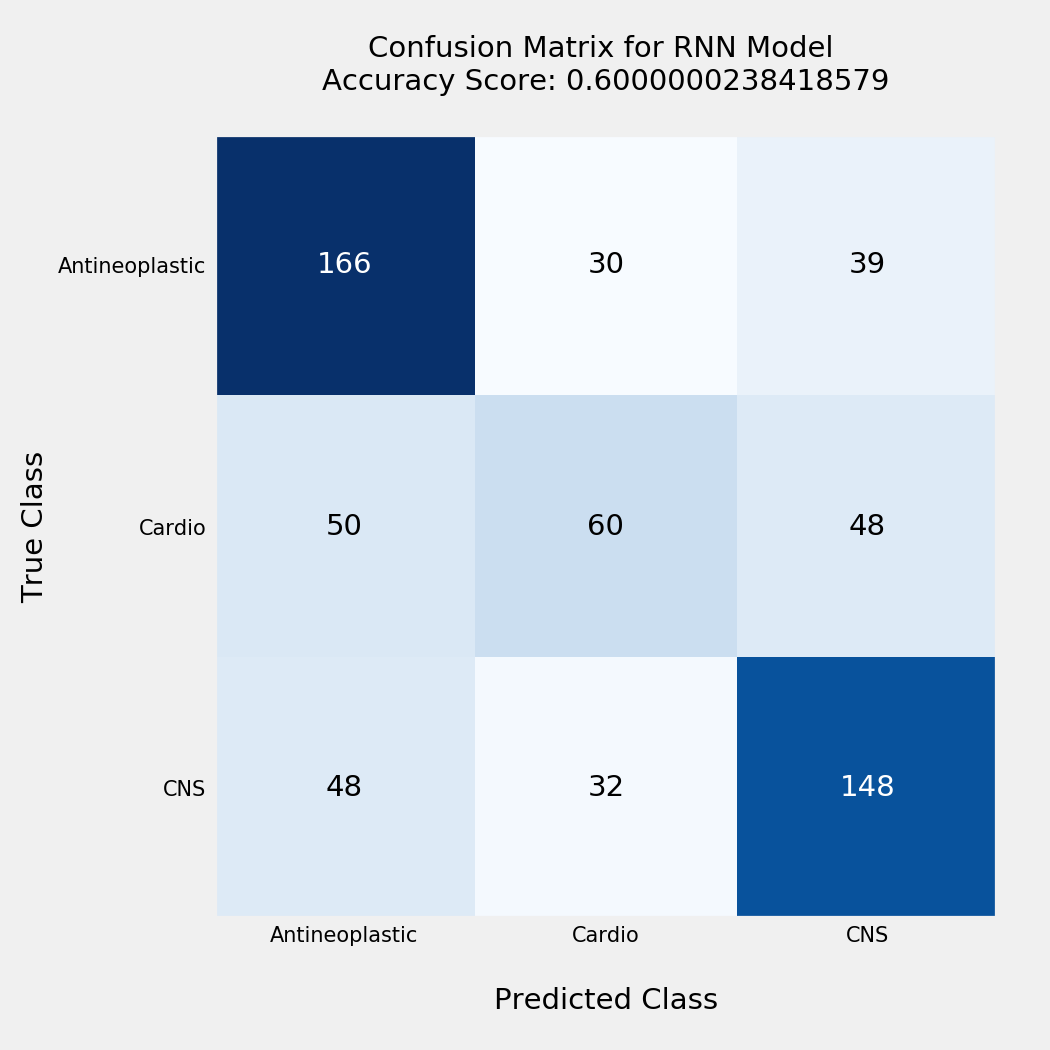 Confusion Matrix for RNN Model
Accuracy Score: 0.6000000238418579
Antineoplastic
166
30
39
True Class
Cardio
50
60
48
CNS
48
32
148
Antineoplastic
Cardio
CNS
Predicted Class